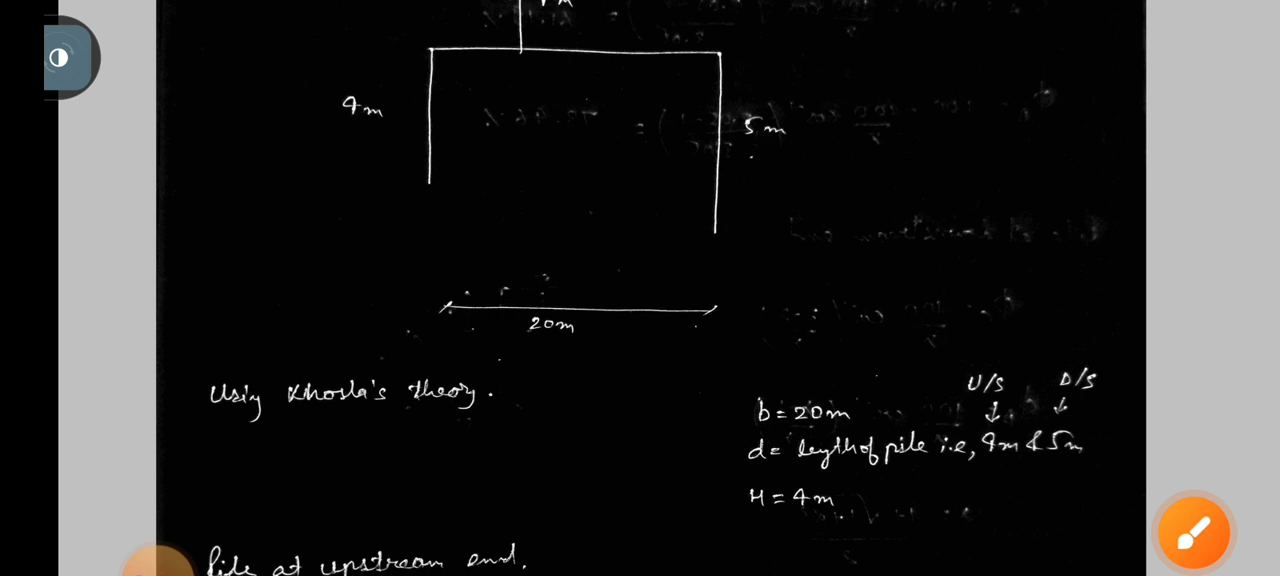 4m
5m
20m
Using Khosla's theory.
U/S D/S
b = 20m
d = length of pile i.e, 4m & 5m
H = 4m
Pile at upstream end.